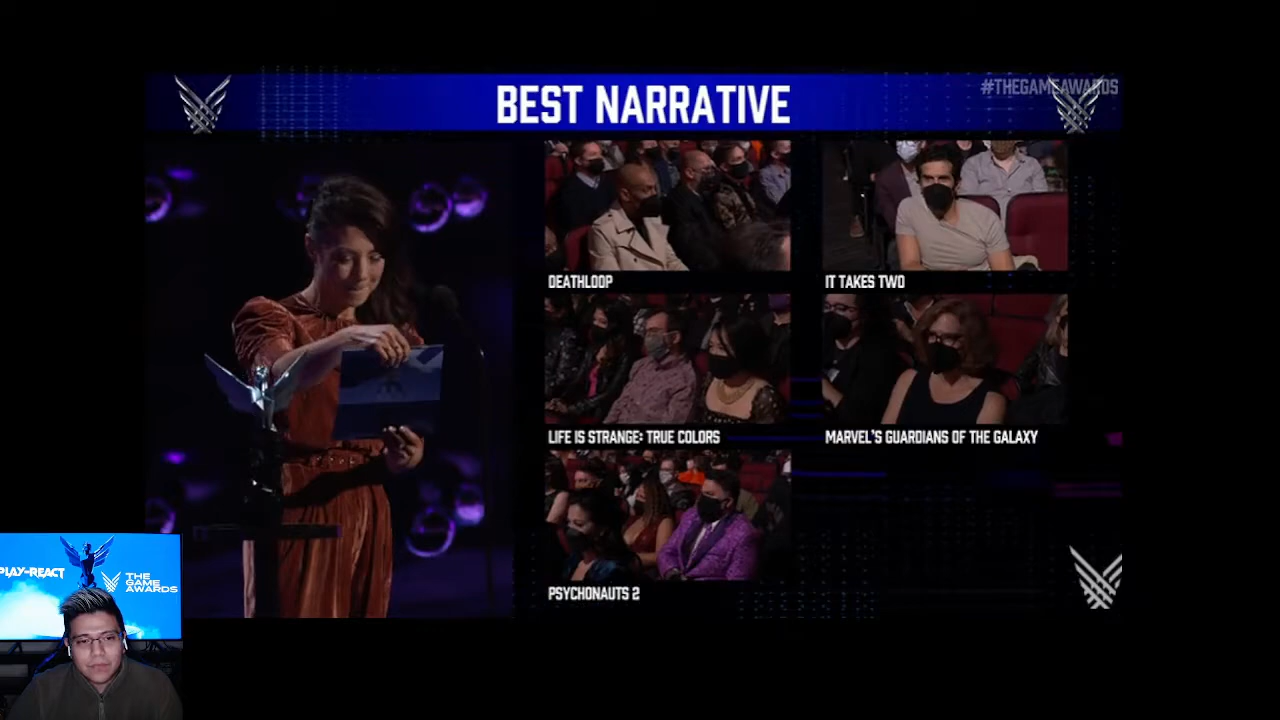 BEST NARRATIVE
#THEGAMEAWARDS
DEATHLOOP
IT TAKES TWO
LIFE IS STRANGE: TRUE COLORS
MARVEL'S GUARDIANS OF THE GALAXY
PSYCHONAUTS 2
PLAY-REACT
THE
GAME
AWARDS